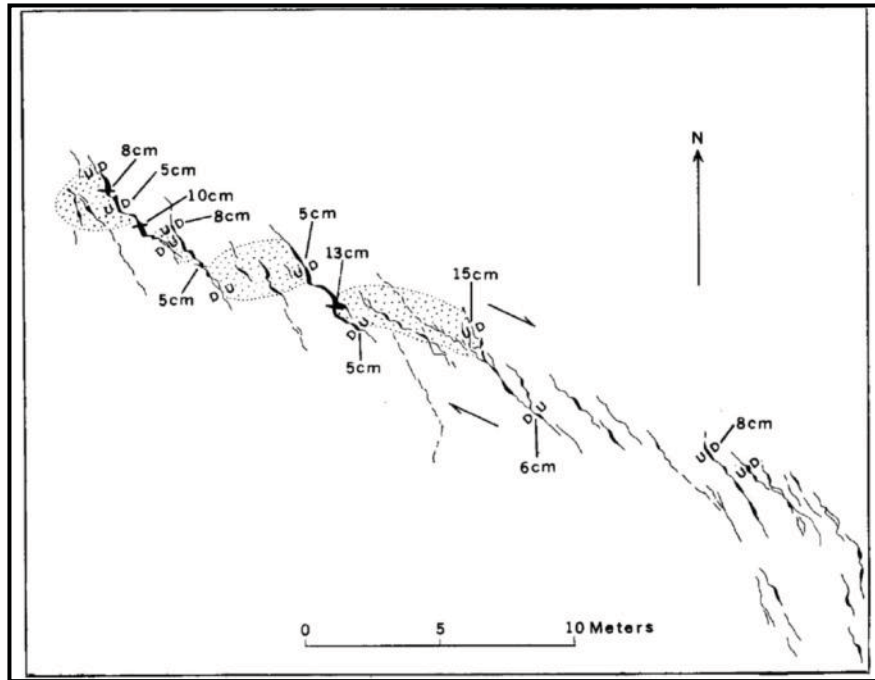 N
8cm
U D
5cm
10cm
U D
8cm
U D
D U
5cm
13cm
U D
5cm
D U
15cm
U D
D U
5cm
D U
6cm
8cm
U D
U D
0 5 10 Meters